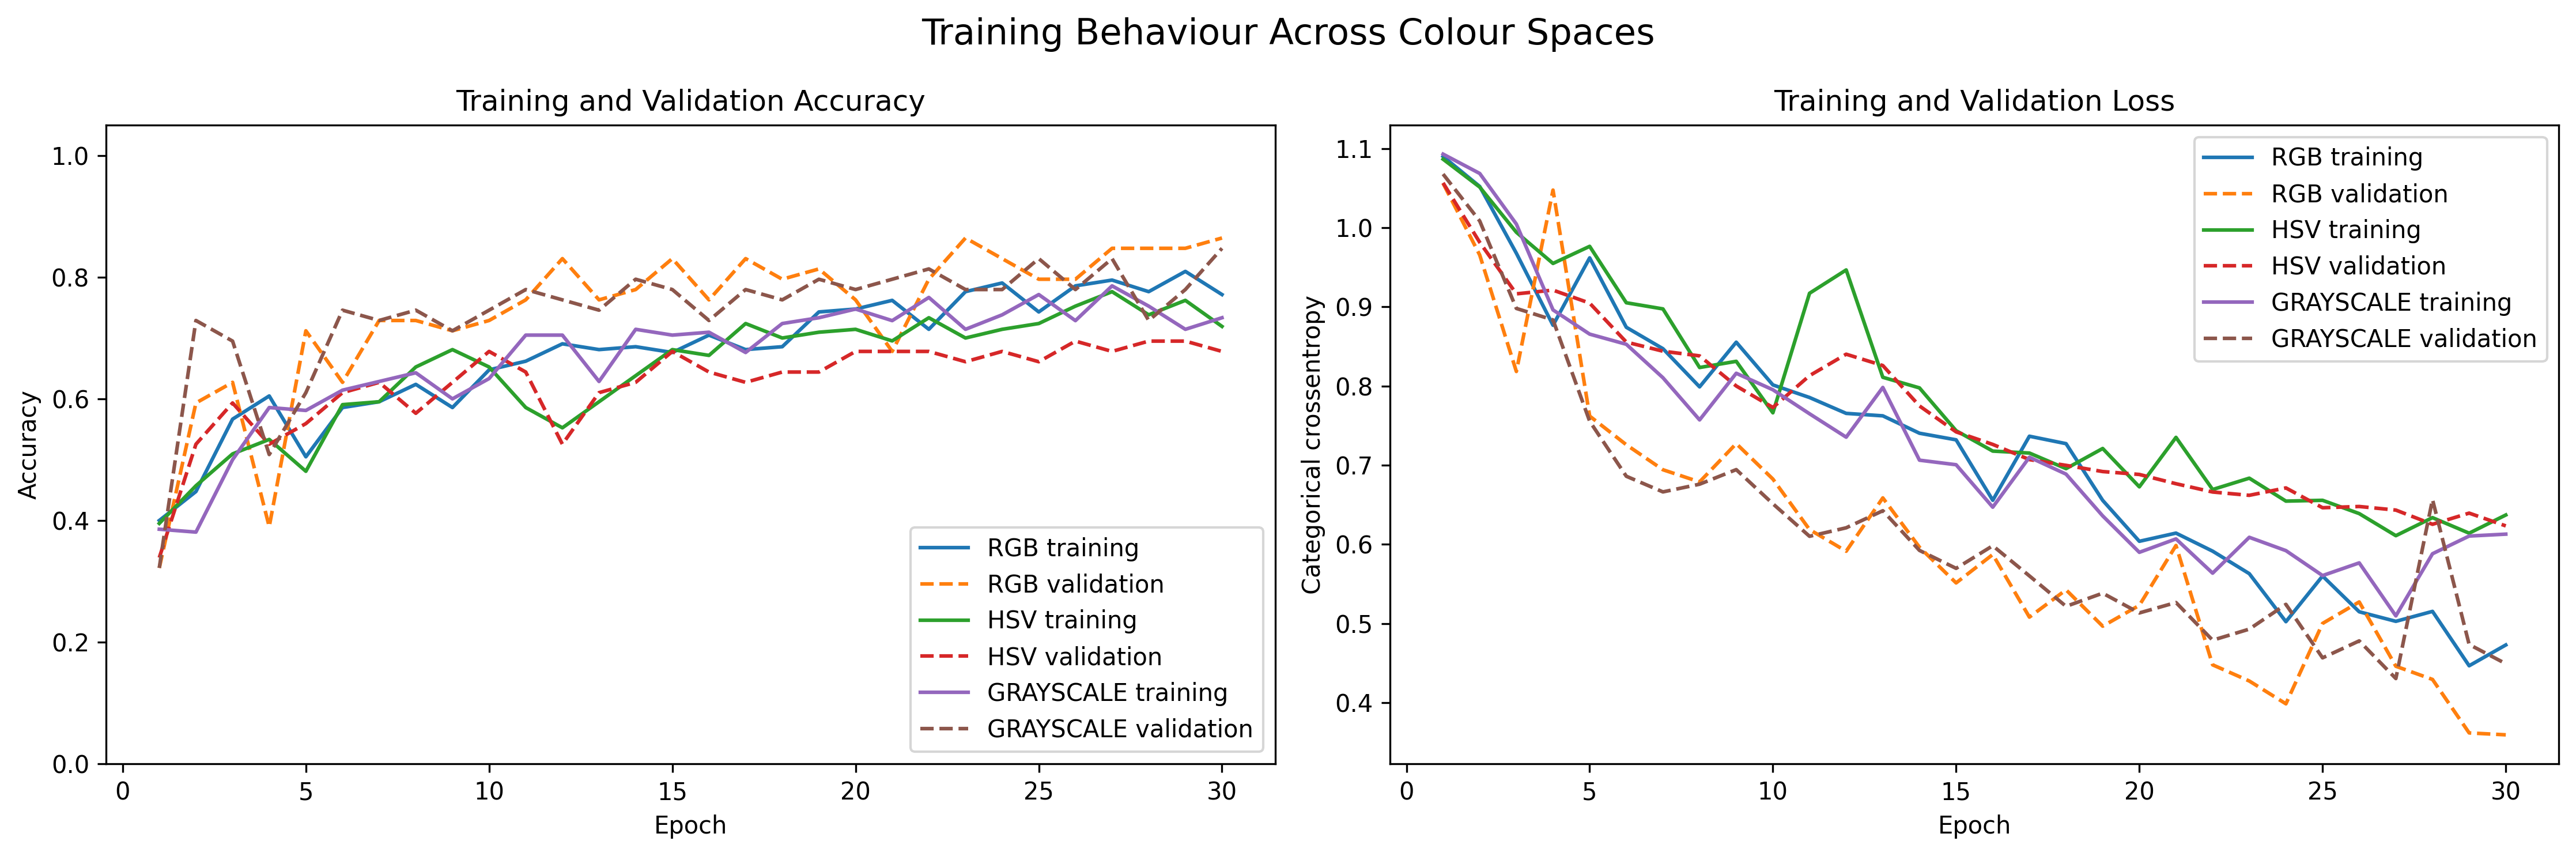 Training Behaviour Across Colour Spaces
Training and Validation Accuracy
Accuracy
1.0
0.8
0.6
0.4
0.2
0.0
0 5 10 15 20 25 30
Epoch
RGB training
RGB validation
HSV training
HSV validation
GRAYSCALE training
GRAYSCALE validation
Training and Validation Loss
Categorical crossentropy
1.1
1.0
0.9
0.8
0.7
0.6
0.5
0.4
0 5 10 15 20 25 30
Epoch
RGB training
RGB validation
HSV training
HSV validation
GRAYSCALE training
GRAYSCALE validation